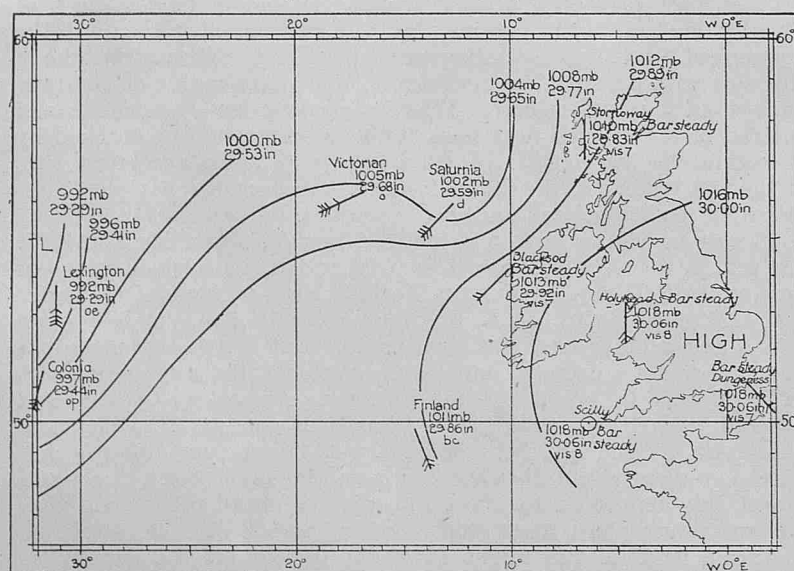 30°
20°
10°
W O°E
60°
60°
1012mb
29·89in
1004mb
29·65in
1008mb
29·77in
Stornoway
1010mb
29·83in
vis 7
Bar steady
1000mb
29·53in
Victorian
1005mb
29·68in
o
Saturnia
1002mb
29·59in
d
992mb
29·29in
996mb
29·41in
L
Lexington
992mb
29·29in
oe
1016mb
30·00in
Blacksod
Bar steady
1013mb
29·92in
vis 7
Holyhead
Bar steady
1018mb
30·06in
vis 8
HIGH
Colonia
997mb
29·44in
op
Bar steady
Dungeness
1018mb
30·06in
vis 7
Finland
1011mb
29·86in
bc
Scilly
1018mb Bar
30·06in steady
vis 8
50°
50°
30°
20°
10°
W O°E